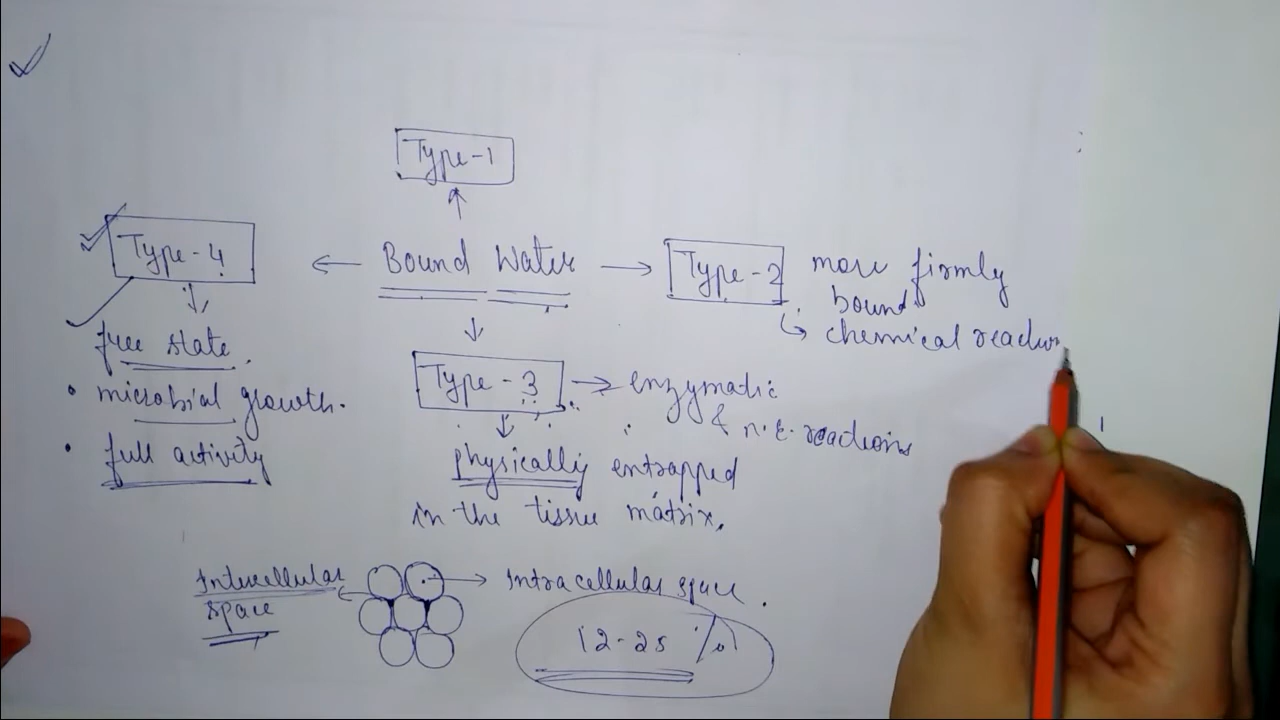 Type-1
Type-4
Bound Water
Type-2
more firmly
bound
chemical reaction
free state.
Type-3
enzymatic
& n.E. reactions
• microbial growth.
• full activity
physically entrapped
in the tissue matrix.
Intercellular
space
Intracellular space.
12-25 %